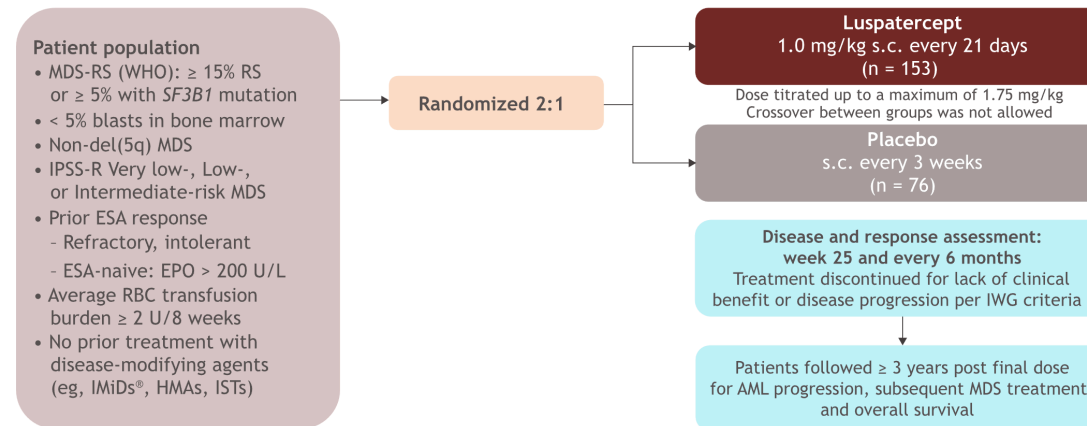 Patient population
• MDS-RS (WHO): ≥ 15% RS
or ≥ 5% with SF3B1 mutation
• < 5% blasts in bone marrow
• Non-del(5q) MDS
• IPSS-R Very low-, Low-,
or Intermediate-risk MDS
• Prior ESA response
– Refractory, intolerant
– ESA-naive: EPO > 200 U/L
• Average RBC transfusion
burden ≥ 2 U/8 weeks
• No prior treatment with
disease-modifying agents
(eg, IMiDs®, HMAs, ISTs)
Randomized 2:1
Luspatercept
1.0 mg/kg s.c. every 21 days
(n = 153)
Dose titrated up to a maximum of 1.75 mg/kg
Crossover between groups was not allowed
Placebo
s.c. every 3 weeks
(n = 76)
Disease and response assessment:
week 25 and every 6 months
Treatment discontinued for lack of clinical
benefit or disease progression per IWG criteria
Patients followed ≥ 3 years post final dose
for AML progression, subsequent MDS treatment
and overall survival